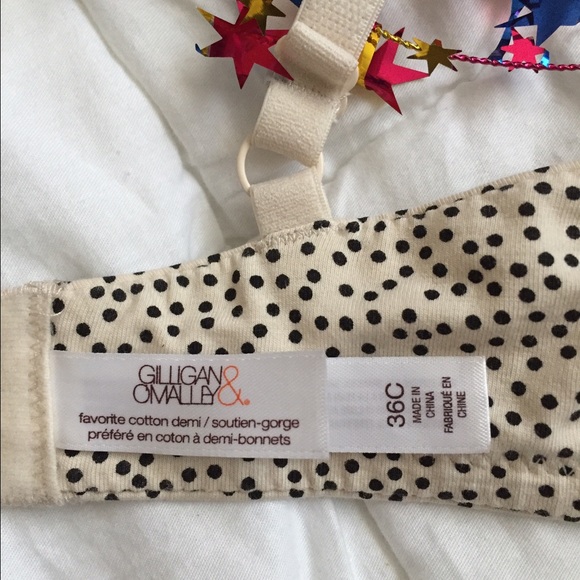 GILLIGAN &
O'MALLEY®
favorite cotton demi / soutien-gorge
préféré en coton à demi-bonnets
36C
MADE IN
CHINA
FABRIQUÉ EN
CHINE